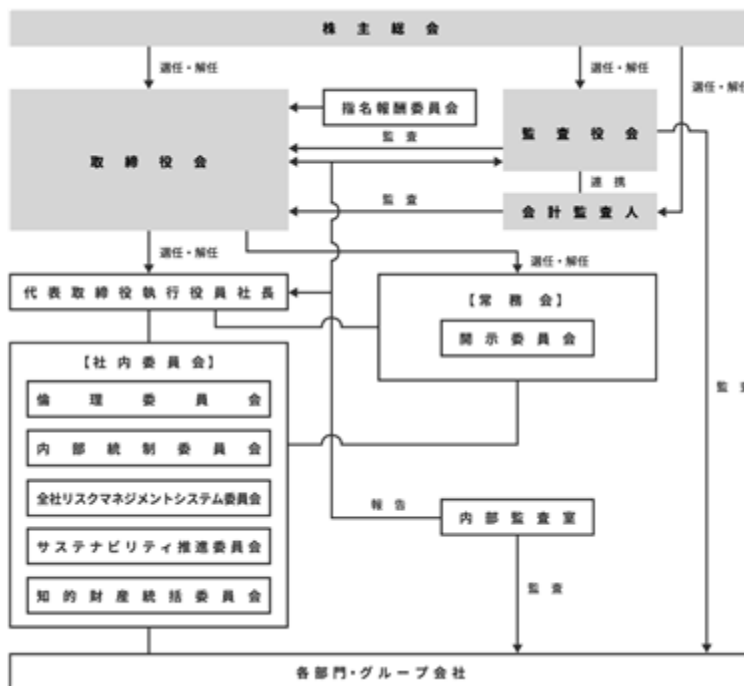 株主総会
選任・解任
選任・解任
選任・解任
取締役会
指名報酬委員会
監査役会
監査
連携
監査
会計監査人
選任・解任
選任・解任
代表取締役執行役員社長
【常務会】
開示委員会
【社内委員会】
倫理委員会
内部統制委員会
全社リスクマネジメントシステム委員会
サステナビリティ推進委員会
知的財産統括委員会
監査
報告
内部監査室
監査
各部門・グループ会社